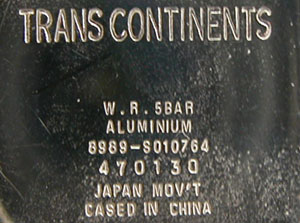 TRANS CONTINENTS
W.R. 5BAR
ALUMINIUM
8989-S010764
470130
JAPAN MOV'T
CASED IN CHINA